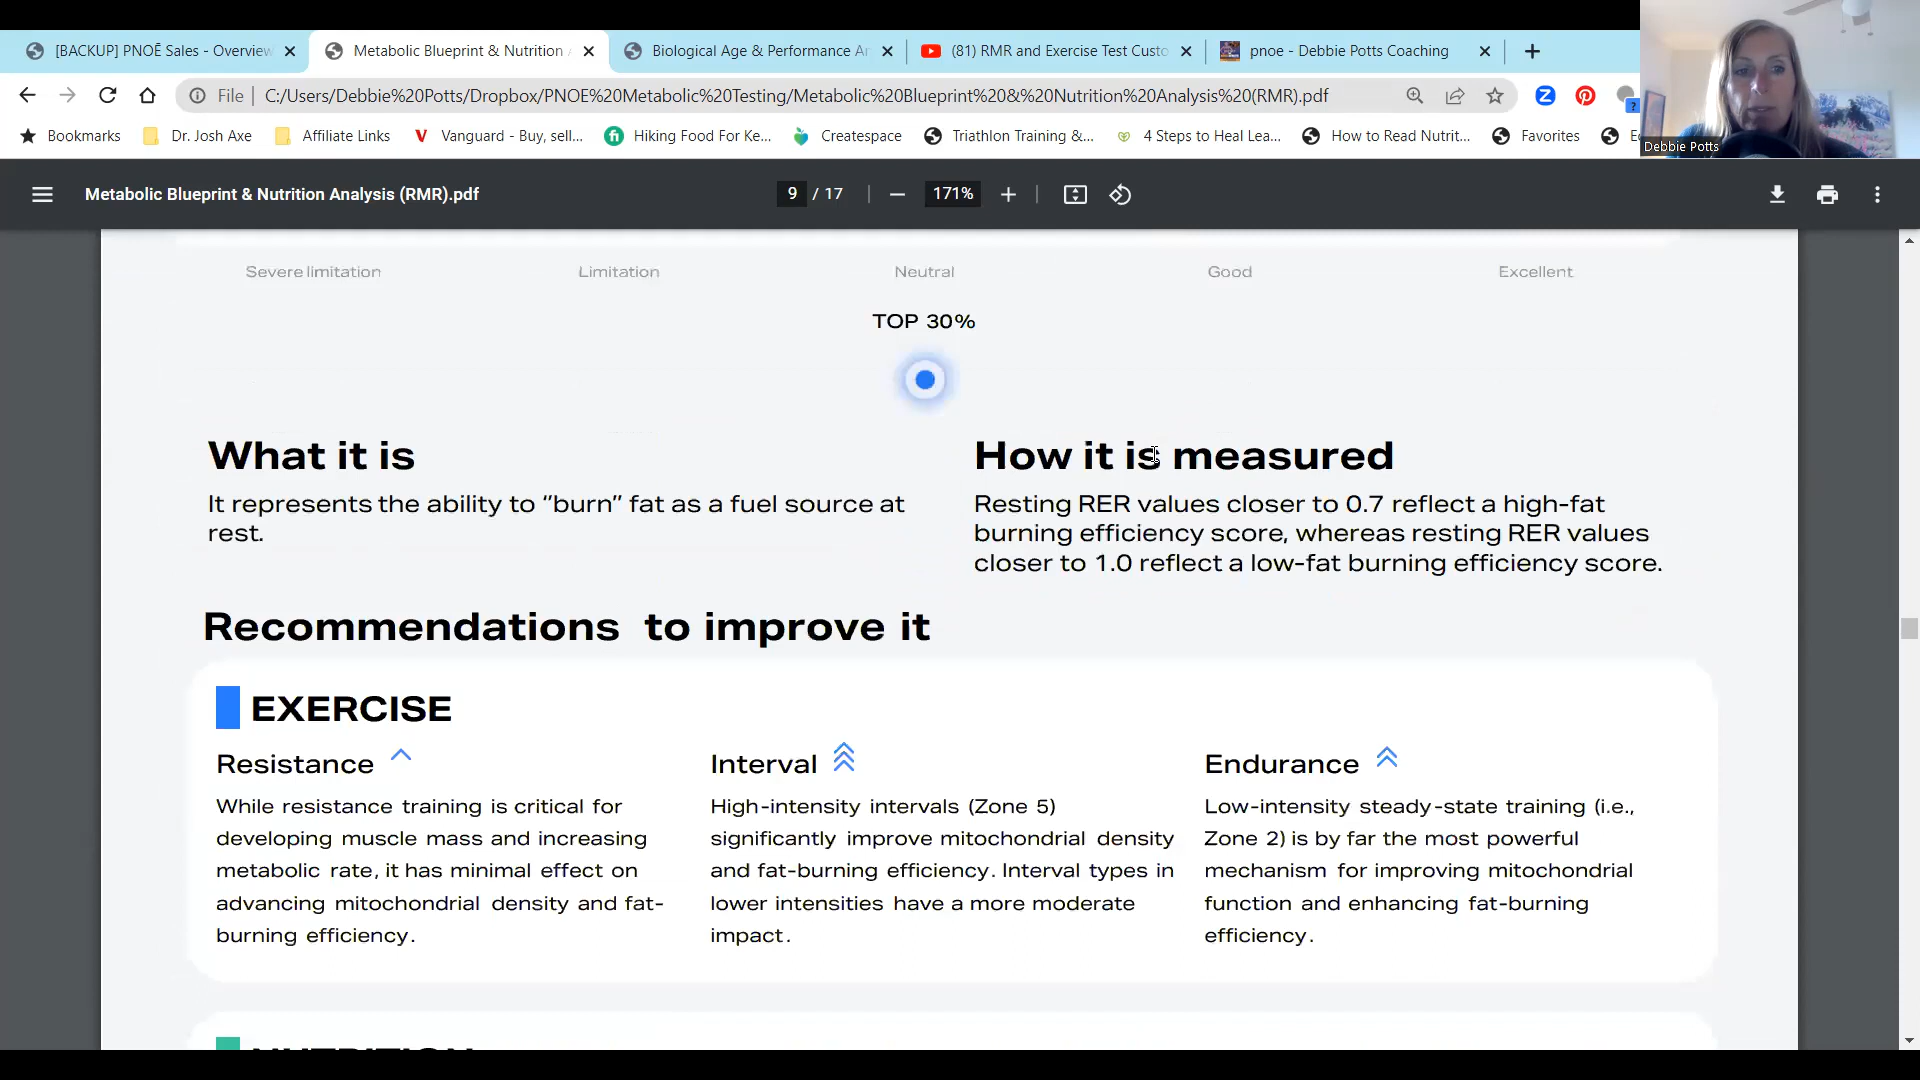 [BACKUP] PNOĒ Sales - Overview
Metabolic Blueprint & Nutrition
Biological Age & Performance An
(81) RMR and Exercise Test Custo
pnoe - Debbie Potts Coaching
File
C:/Users/Debbie%20Potts/Dropbox/PNOE%20Metabolic%20Testing/Metabolic%20Blueprint%20&%20Nutrition%20Analysis%20(RMR).pdf
Bookmarks
Dr. Josh Axe
Affiliate Links
Vanguard - Buy, sell...
Hiking Food For Ke...
Createspace
Triathlon Training &...
4 Steps to Heal Lea...
How to Read Nutrit...
Favorites
Debbie Potts
Metabolic Blueprint & Nutrition Analysis (RMR).pdf
9 / 17
171%
Severe limitation
Limitation
Neutral
Good
Excellent
TOP 30%
What it is
It represents the ability to “burn” fat as a fuel source at
rest.
How it is measured
Resting RER values closer to 0.7 reflect a high-fat
burning efficiency score, whereas resting RER values
closer to 1.0 reflect a low-fat burning efficiency score.
Recommendations to improve it
EXERCISE
Resistance
While resistance training is critical for
developing muscle mass and increasing
metabolic rate, it has minimal effect on
advancing mitochondrial density and fat-
burning efficiency.
Interval
High-intensity intervals (Zone 5)
significantly improve mitochondrial density
and fat-burning efficiency. Interval types in
lower intensities have a more moderate
impact.
Endurance
Low-intensity steady-state training (i.e.,
Zone 2) is by far the most powerful
mechanism for improving mitochondrial
function and enhancing fat-burning
efficiency.
NUTRITION